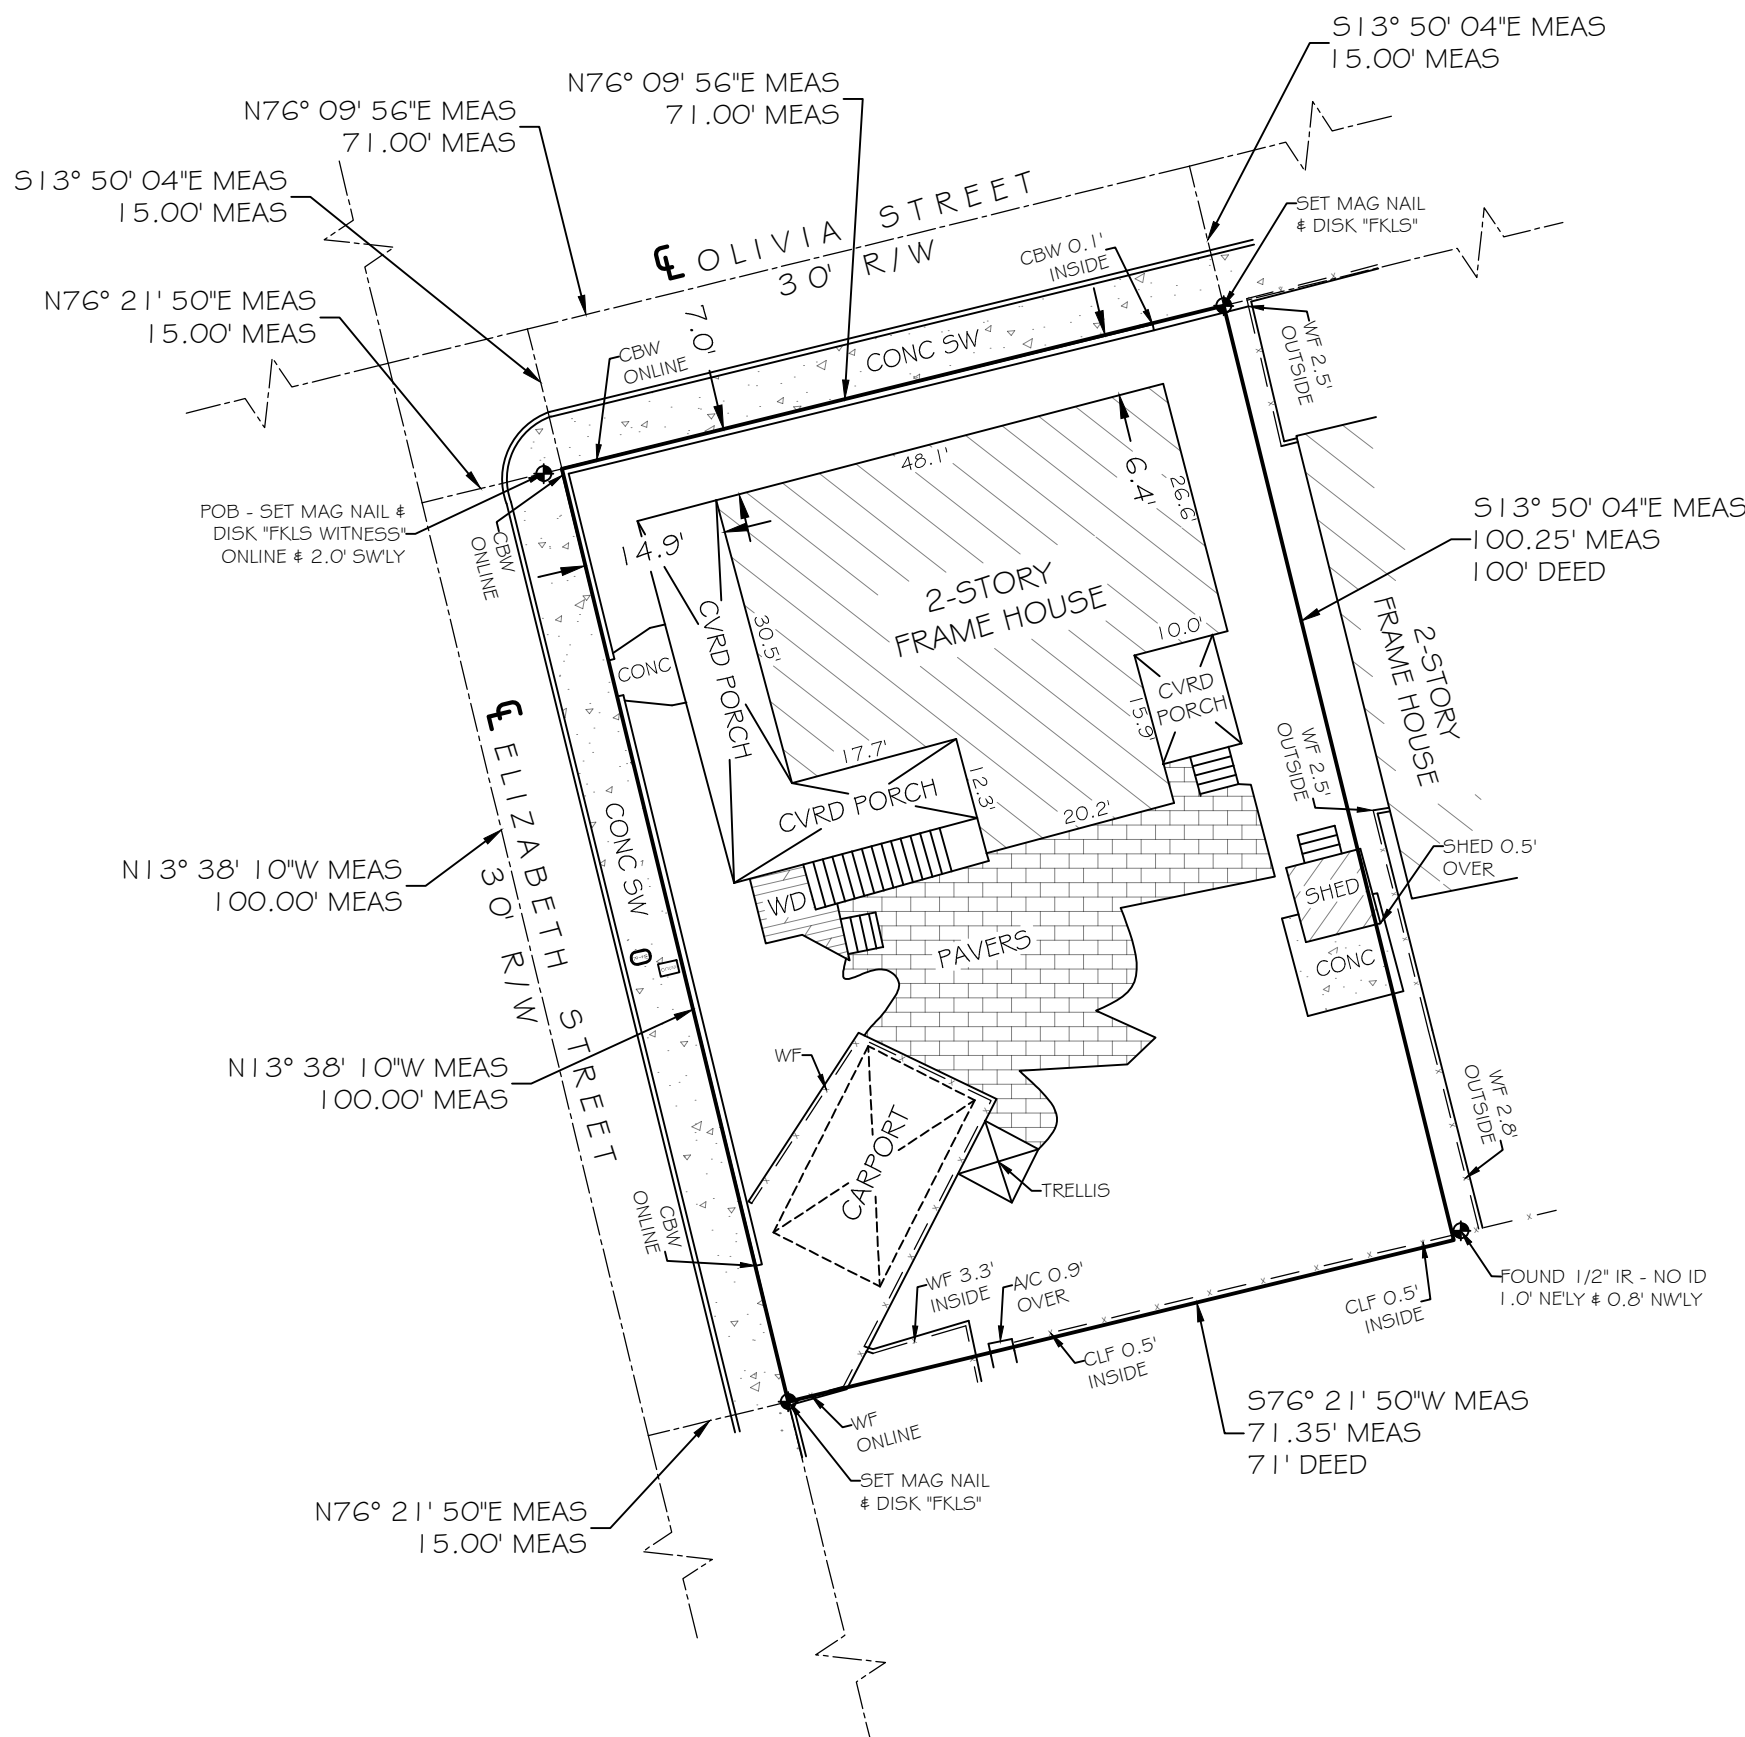 S13° 50' 04"E MEAS
15.00' MEAS
N76° 09' 56"E MEAS
71.00' MEAS
N76° 09' 56"E MEAS
71.00' MEAS
S13° 50' 04"E MEAS
15.00' MEAS
SET MAG NAIL
& DISK "FKLS"
℄ OLIVIA STREET
30' R/W
CBW 0.1'
INSIDE
N76° 21' 50"E MEAS
15.00' MEAS
7.0'
CBW
ONLINE
CONC SW
WF 2.5'
OUTSIDE
48.1'
6.4'
26.6'
POB - SET MAG NAIL &
DISK "FKLS WITNESS"
ONLINE & 2.0' SW'LY
CBW
ONLINE
14.9'
S13° 50' 04"E MEAS
100.25' MEAS
100' DEED
2-STORY
FRAME HOUSE
30.5'
CVRD PORCH
CONC
10.0'
CVRD
PORCH
15.9'
2-STORY
FRAME HOUSE
℄ ELIZABETH STREET
30' R/W
17.7'
CVRD PORCH
12.3'
20.2'
WF 2.5'
OUTSIDE
CONC SW
SHED 0.5'
OVER
N13° 38' 10"W MEAS
100.00' MEAS
WD
SHED
PAVERS
CONC
WF
N13° 38' 10"W MEAS
100.00' MEAS
WF 2.8'
OUTSIDE
CARPORT
TRELLIS
CBW
ONLINE
WF 3.3'
INSIDE
A/C 0.9'
OVER
CLF 0.5'
INSIDE
FOUND 1/2" IR - NO ID
1.0' NE'LY & 0.8' NW'LY
CLF 0.5'
INSIDE
S76° 21' 50"W MEAS
71.35' MEAS
71' DEED
WF
ONLINE
SET MAG NAIL
& DISK "FKLS"
N76° 21' 50"E MEAS
15.00' MEAS